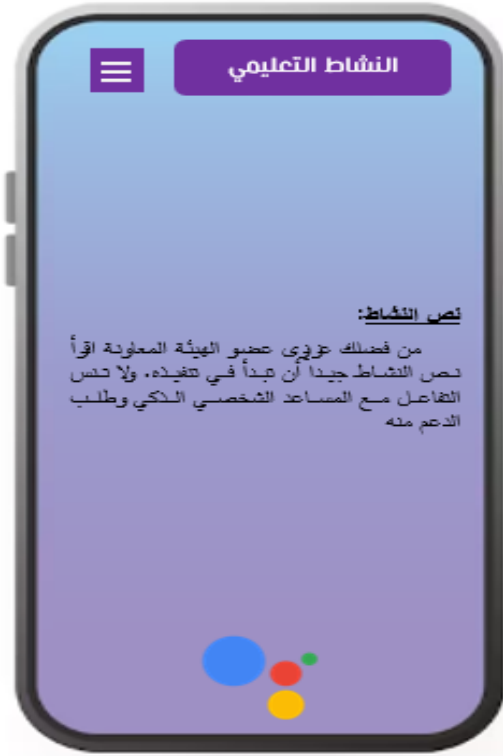 النشاط التعليمي
نص النشاط:
من فضلك عزيزى عضو الهيئة المعاونة اقرأ
نص النشاط جيداً أن تبدأ في تنفيذه، ولا تنس
التفاعل مع المساعد الشخصي الذكي وطلب
الدعم منه